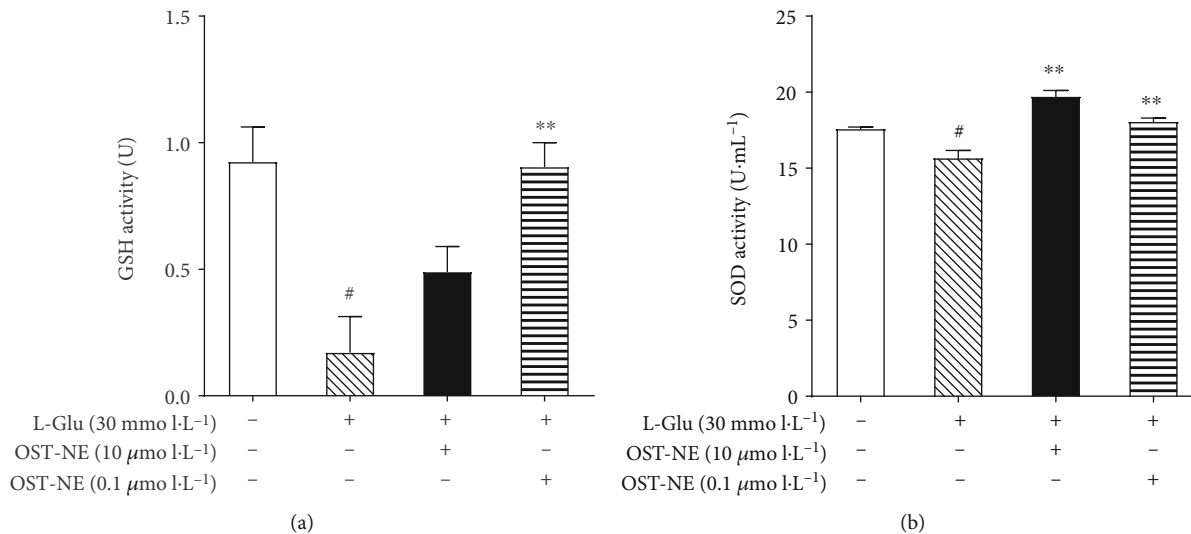 1.5
1.0
0.5
0.0
GSH activity (U)
#
**
L-Glu (30 mmo l·L⁻¹) − + + +
OST-NE (10 μmo l·L⁻¹) − − + −
OST-NE (0.1 μmo l·L⁻¹) − − − +
(a)
25
20
15
10
5
0
SOD activity (U·mL⁻¹)
#
**
**
L-Glu (30 mmo l·L⁻¹) − + + +
OST-NE (10 μmo l·L⁻¹) − − + −
OST-NE (0.1 μmo l·L⁻¹) − − − +
(b)